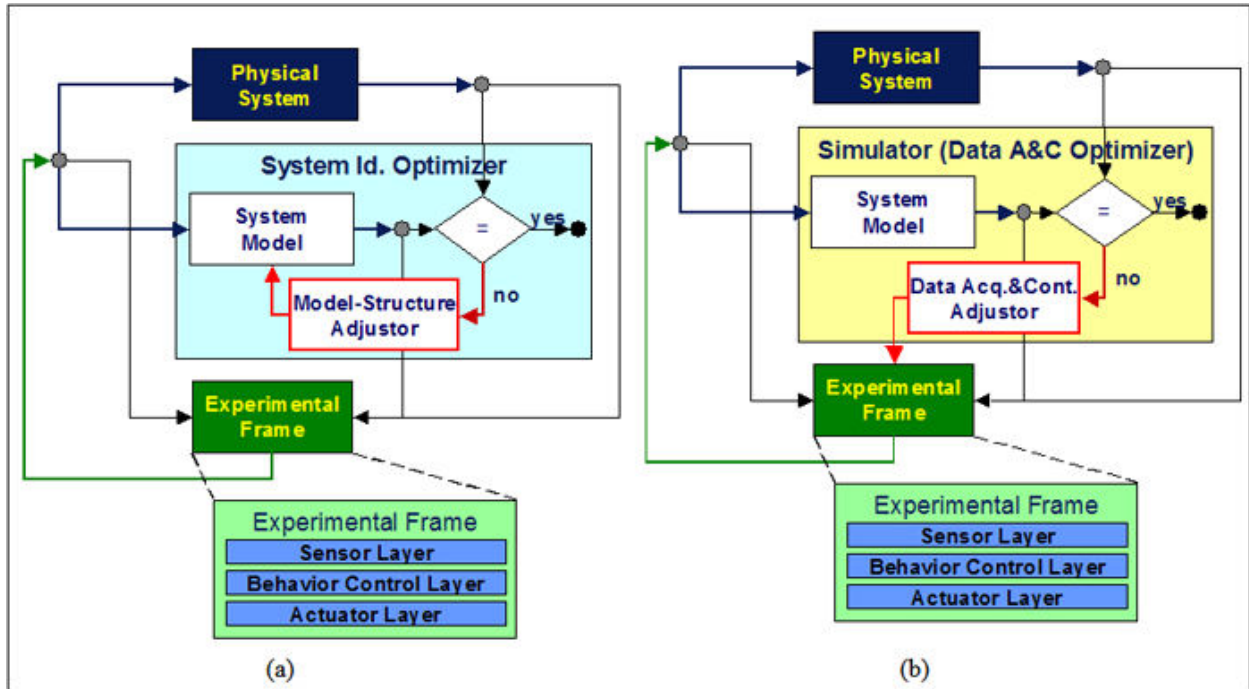 Physical
System
System Id. Optimizer
System
Model
=
yes
no
Model-Structure
Adjustor
Experimental
Frame
Experimental Frame
Sensor Layer
Behavior Control Layer
Actuator Layer
(a)
Physical
System
Simulator (Data A&C Optimizer)
System
Model
=
yes
no
Data Acq.&Cont.
Adjustor
Experimental
Frame
Experimental Frame
Sensor Layer
Behavior Control Layer
Actuator Layer
(b)